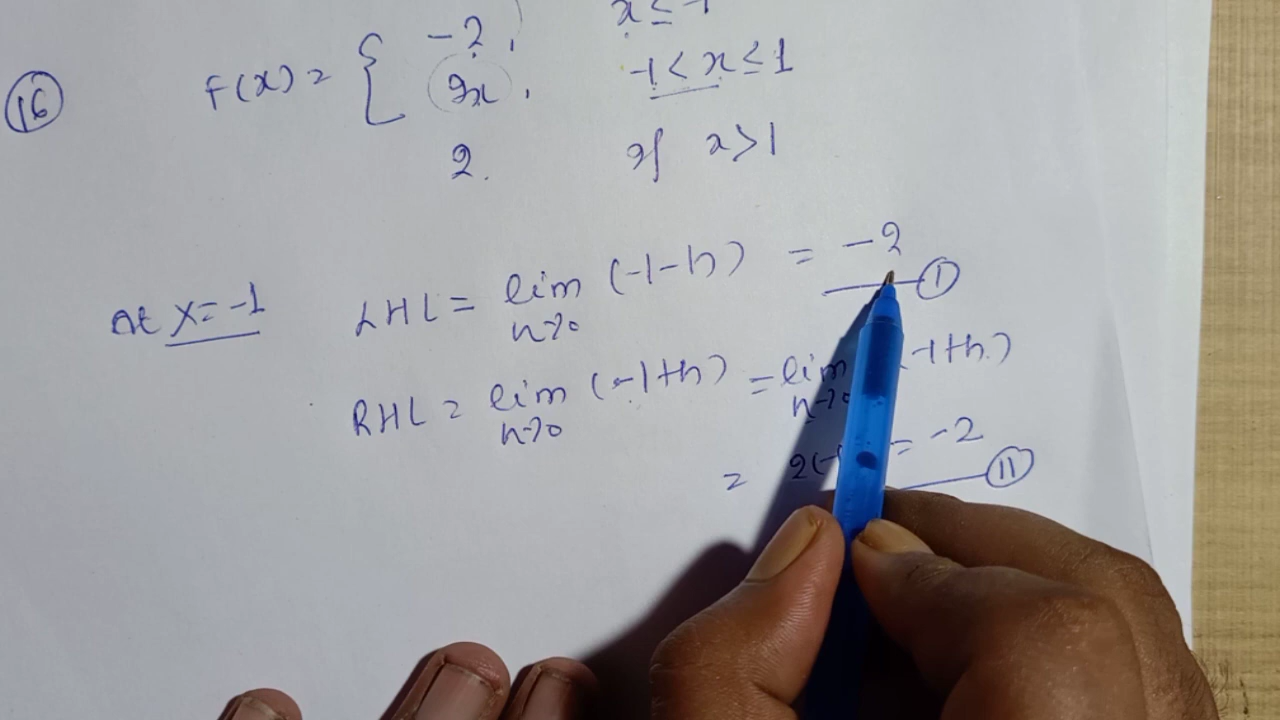 -2, x ≤ -1
16 F(x) = { 2x, -1 < x ≤ 1
2. if x > 1
At x = -1 LHL = lim h→0 (-1-h) = -2 I
RHL = lim h→0 (-1+h) = lim h→0 -1+h)
= 2(- = -2 II